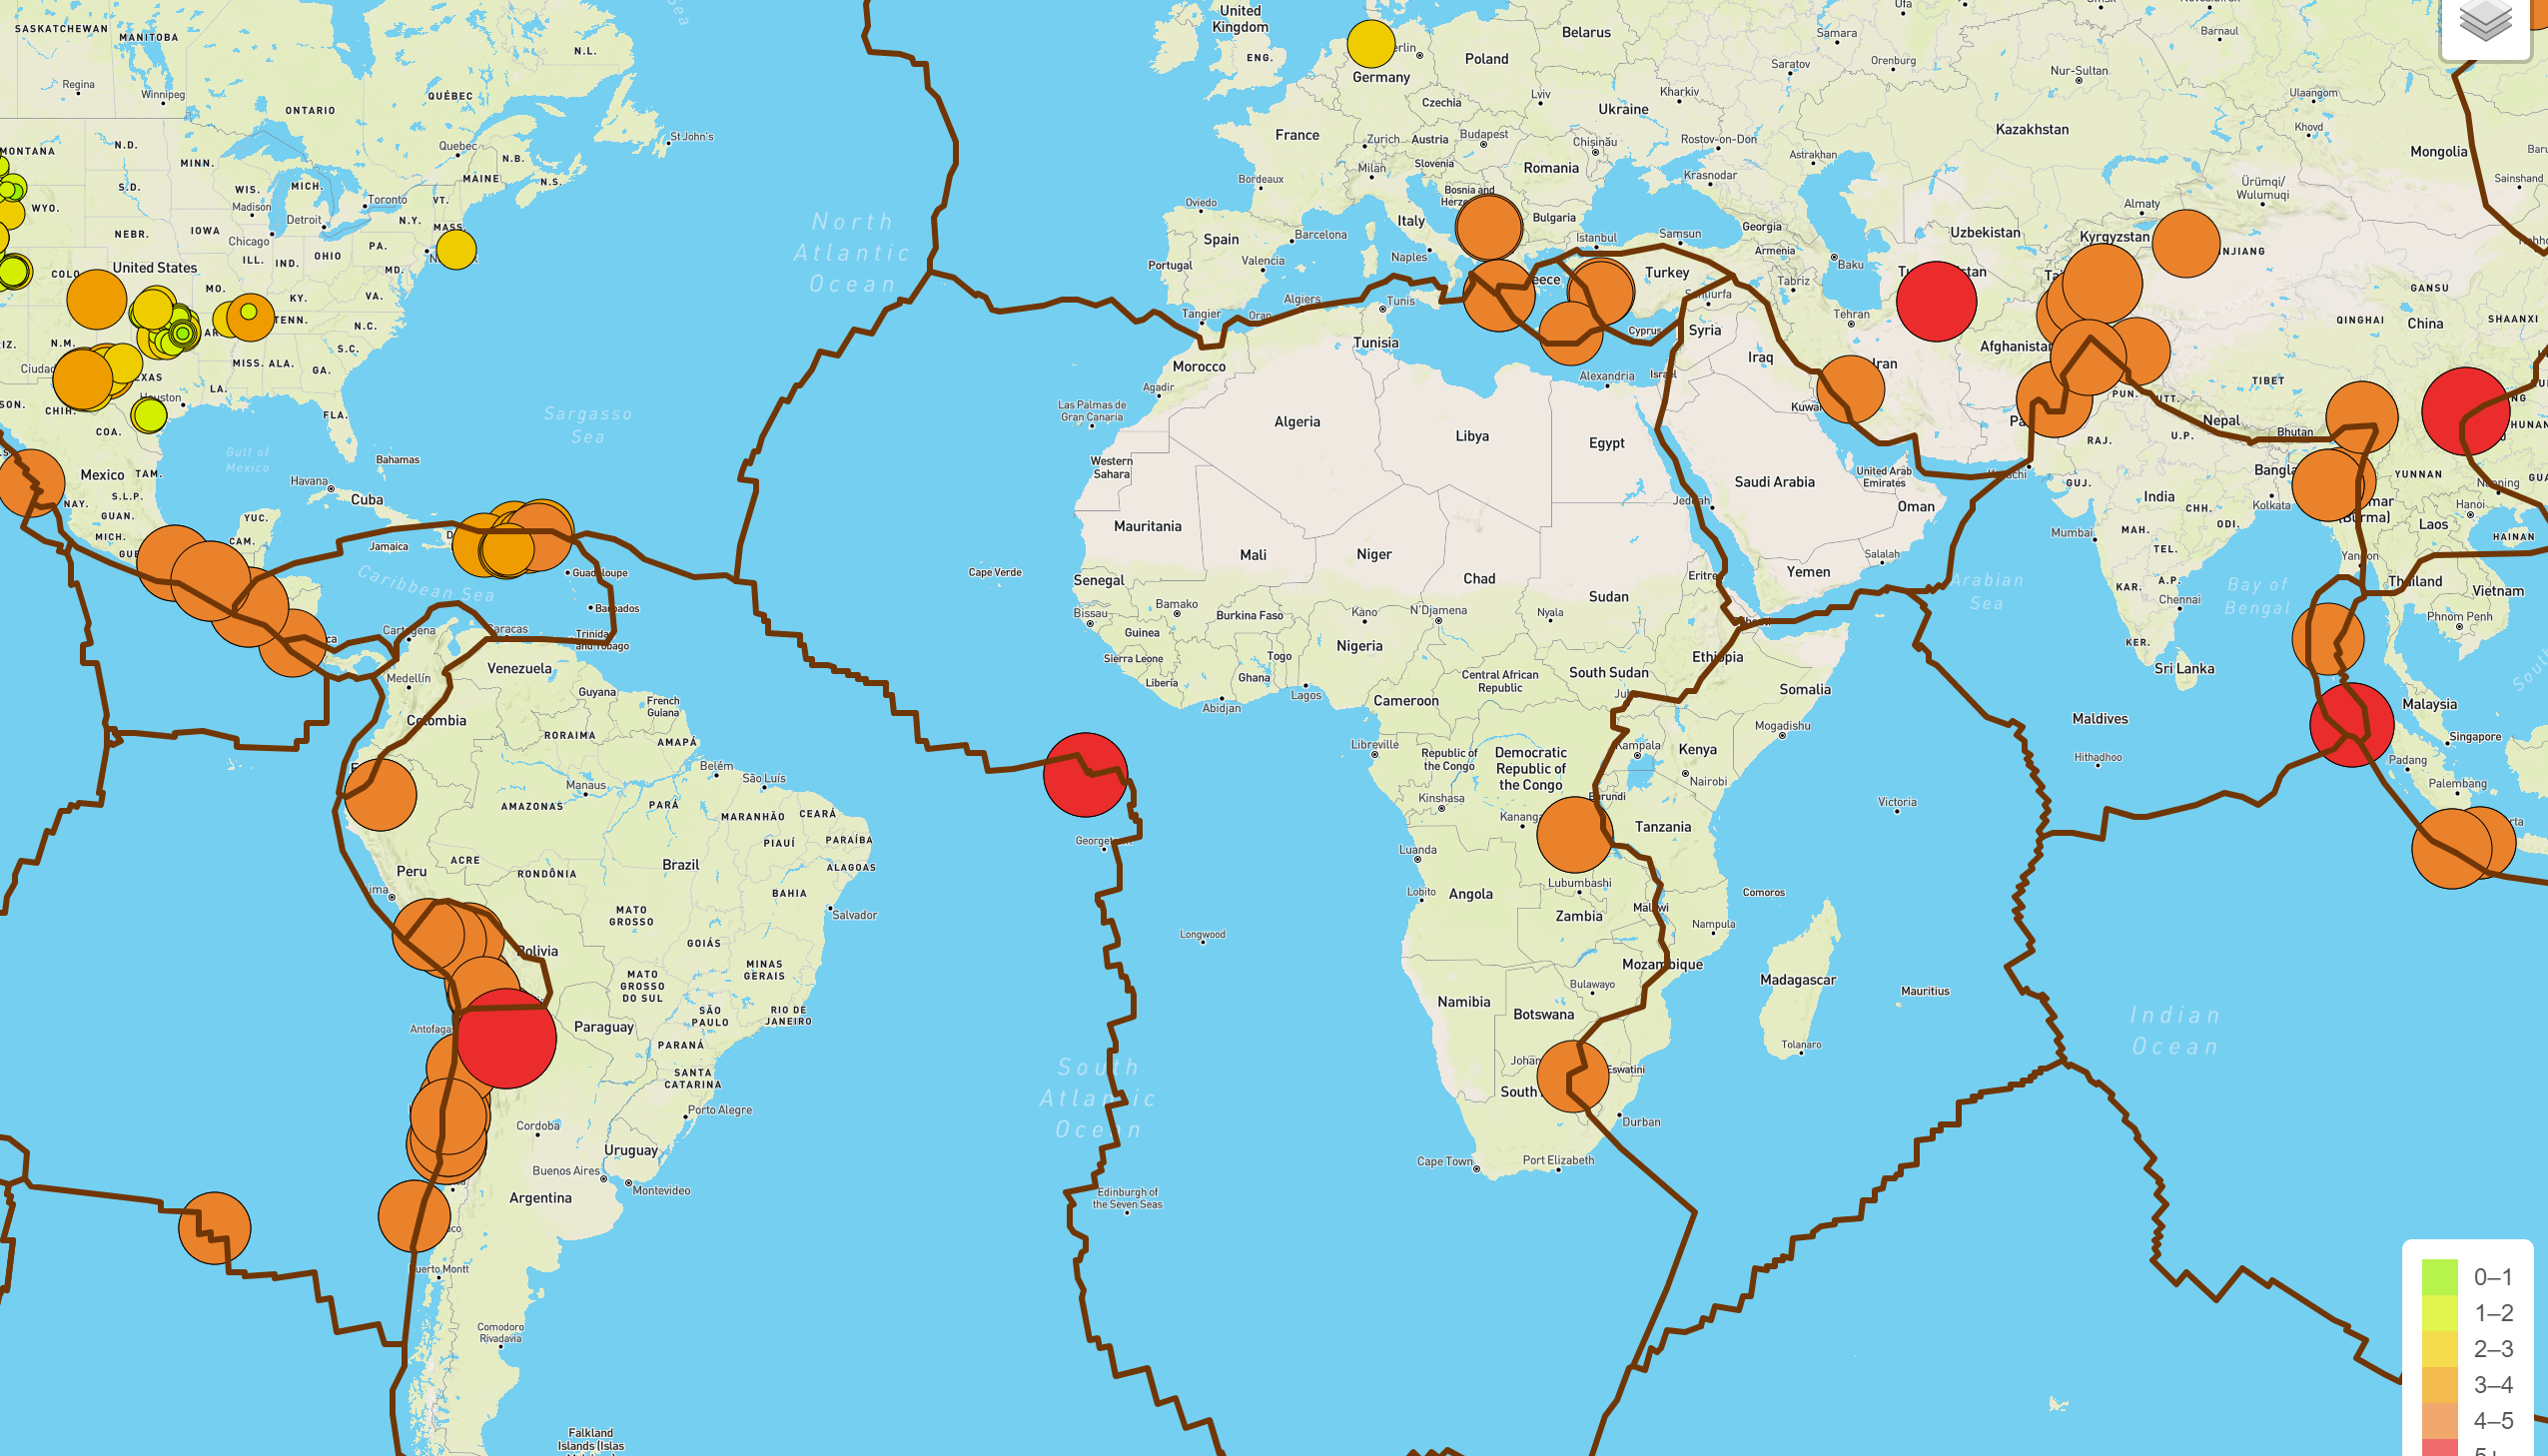 SASKATCHEWAN
MANITOBA
Regina
Winnipeg
ONTARIO
QUÉBEC
N.L.
St John's
Quebec
N.B.
MAINE
N.S.
MONTANA
N.D.
MINN.
S.D.
WIS.
MICH.
Toronto
VT.
Madison
Detroit
N.Y.
MASS.
WYO.
NEBR.
IOWA
Chicago
PA.
ILL.
IND.
OHIO
MD.
COLO
United States
MO.
KY.
VA.
TENN.
N.C.
N.M.
S.C.
MISS.
ALA.
GA.
LA.
Houston
CHIH.
FLA.
COA.
Gulf of
Mexico
Bahamas
Mexico
TAM.
Havana
Cuba
S.L.P.
NAY.
GUAN.
YUC.
MICH.
CAM.
Jamaica
Guadeloupe
Caribbean Sea
Barbados
Caracas
Trinidad
and Tobago
Venezuela
Medellín
Guyana
French
Guiana
Colombia
RORAIMA
AMAPÁ
Belém
São Luís
Manaus
AMAZONAS
PARÁ
MARANHÃO
CEARÁ
PIAUÍ
PARAÍBA
ACRE
Peru
RONDÔNIA
Brazil
ALAGOAS
BAHIA
MATO
GROSSO
Salvador
GOIÁS
Bolivia
MATO
GROSSO
DO SUL
MINAS
GERAIS
SÃO
PAULO
RIO DE
JANEIRO
Antofaga
Paraguay
PARANÁ
SANTA
CATARINA
Porto Alegre
Cordoba
Uruguay
Buenos Aires
Montevideo
Argentina
Puerto Montt
Comodoro
Rivadavia
Falkland
Islands (Islas
North
Atlantic
Ocean
Sargasso
Sea
South
Atlantic
Ocean
Cape Verde
Georgetown
Longwood
Edinburgh of
the Seven Seas
United
Kingdom
ENG.
Berlin
Germany
Poland
Belarus
Czechia
Lviv
Kharkiv
Ukraine
France
Zurich
Austria
Budapest
Chișinău
Rostov-on-Don
Slovenia
Milan
Romania
Krasnodar
Bordeaux
Bosnia and
Oviedo
Italy
Bulgaria
Spain
Barcelona
Istanbul
Samsun
Georgia
Portugal
Valencia
Naples
Armenia
Baku
Turkey
Tangier
Oran
Algiers
Tunis
Tabriz
Tehran
Cyprus
Syria
Tunisia
Morocco
Iraq
Iran
Agadir
Alexandria
Israel
Las Palmas de
Gran Canaria
Algeria
Libya
Egypt
Western
Sahara
Jeddah
Saudi Arabia
United Arab
Emirates
Oman
Mauritania
Mali
Niger
Chad
Sudan
Yemen
Salalah
Senegal
Bissau
Bamako
Burkina Faso
Kano
N'Djamena
Nyala
Guinea
Nigeria
Sierra Leone
Togo
Ghana
Liberia
Abidjan
Lagos
Central African
Republic
South Sudan
Ethiopia
Cameroon
Somalia
Mogadishu
Libreville
Republic of
the Congo
Democratic
Republic of
the Congo
Kampala
Kenya
Nairobi
Kinshasa
Burundi
Tanzania
Luanda
Lubumbashi
Lobito
Angola
Zambia
Malawi
Nampula
Comoros
Victoria
Mozambique
Bulawayo
Namibia
Botswana
Madagascar
Mauritius
Eswatini
Tolanaro
South
Durban
Cape Town
Port Elizabeth
Ufa
Samara
Orenburg
Saratov
Nur-Sultan
Barnaul
Ulaangom
Khovd
Kazakhstan
Mongolia
Astrakhan
Sainshand
Ürümqi/
Wulumuqi
Almaty
Uzbekistan
Kyrgyzstan
GANSU
QINGHAI
China
SHAANXI
Afghanistan
TIBET
PUN.
UTT.
Nepal
RAJ.
U.P.
Bhutan
HUNAN
Karachi
GUJ.
India
Kolkata
YUNNAN
Nanning
Hanoi
CHH.
Mumbai
MAH.
ODI.
(Burma)
Laos
TEL.
HAINAN
Yangon
Arabian
Sea
KAR.
A.P.
Bay of
Bengal
Thailand
Vietnam
Chennai
Phnom Penh
KER.
Sri Lanka
Maldives
Malaysia
Hithadhoo
Singapore
Padang
Palembang
Indian
Ocean
0–1
1–2
2–3
3–4
4–5